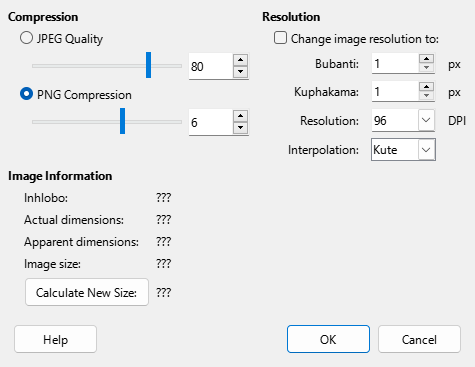 Compression
JPEG Quality
80
PNG Compression
6
Image Information
Inhlobo: ???
Actual dimensions: ???
Apparent dimensions: ???
Image size: ???
Calculate New Size: ???
Resolution
Change image resolution to:
Bubanti: 1 px
Kuphakama: 1 px
Resolution: 96 DPI
Interpolation: Kute
Help
OK
Cancel